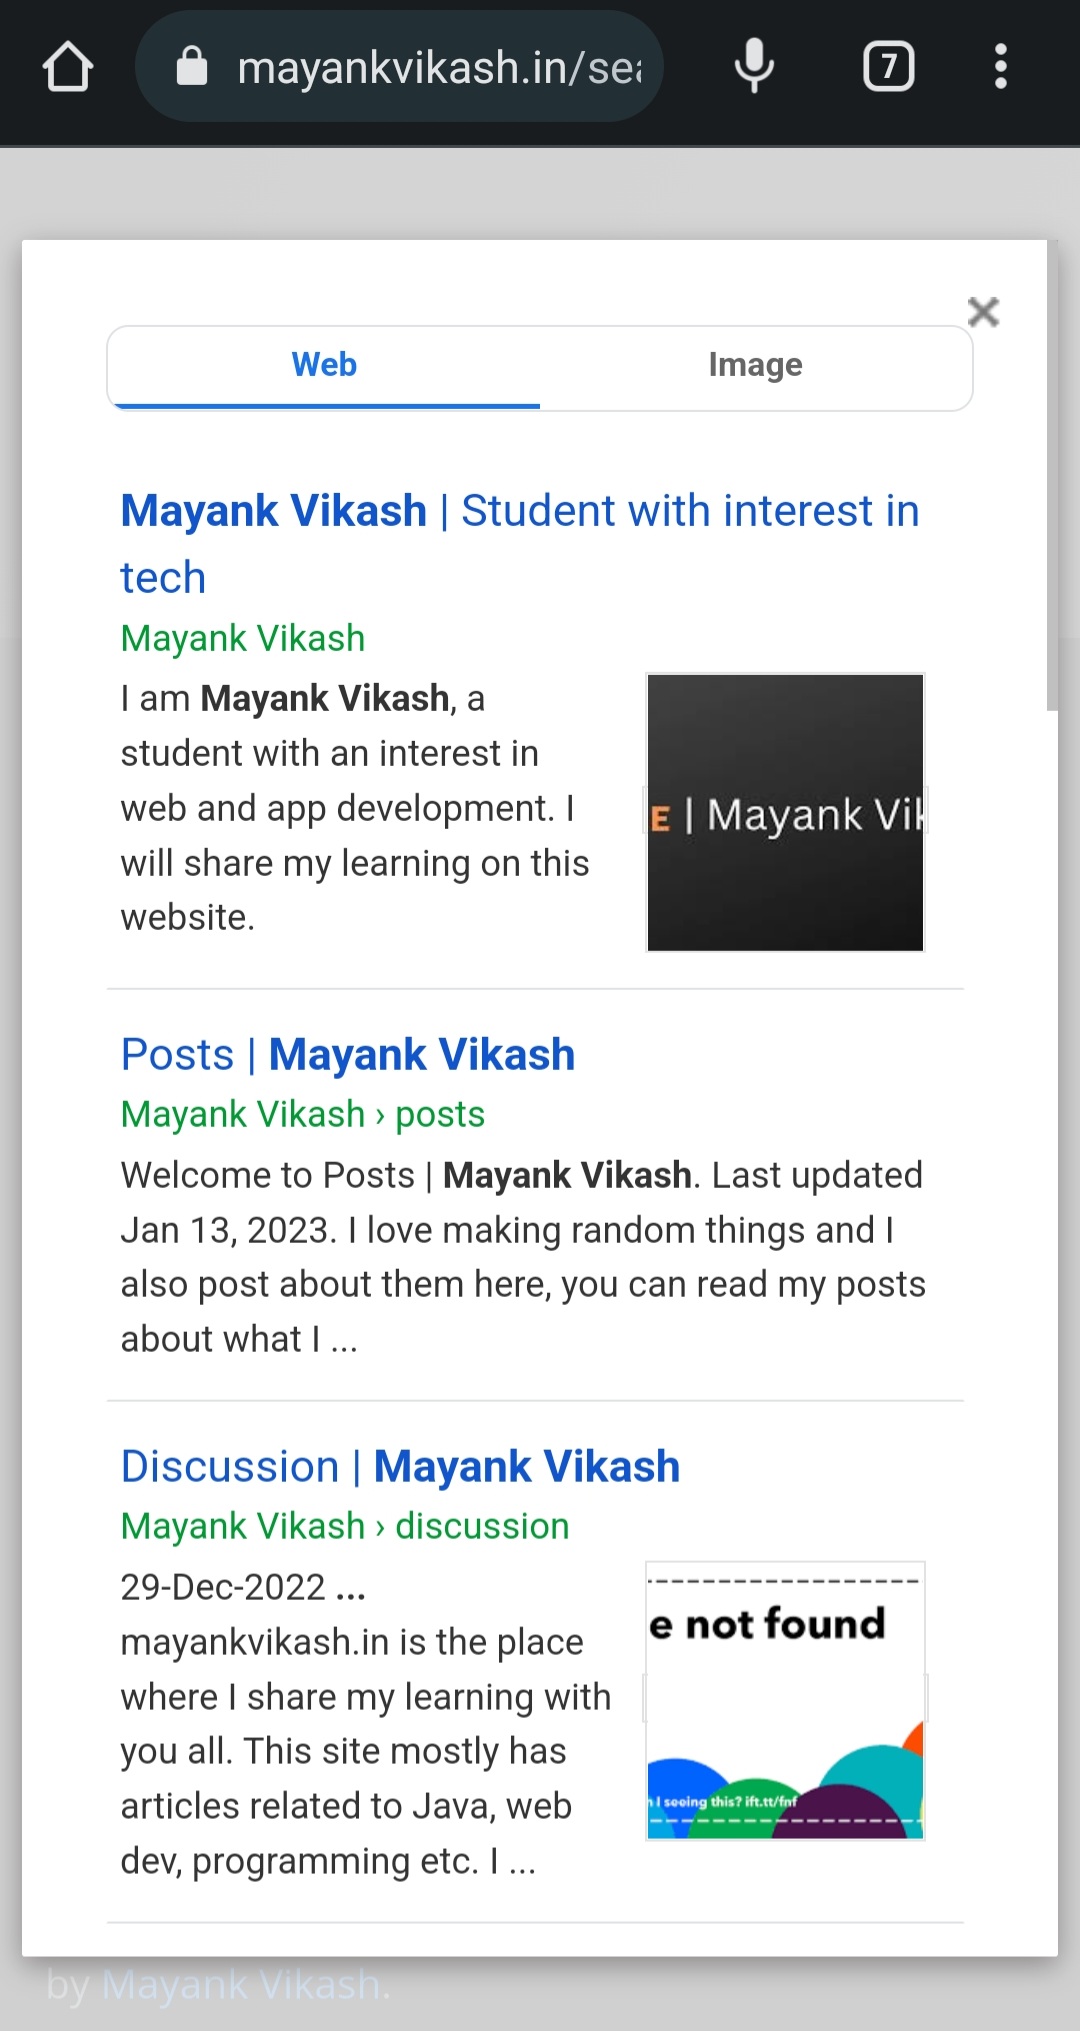 mayankvikash.in/sea
7
Web
Image
Mayank Vikash | Student with interest in
tech
Mayank Vikash
I am Mayank Vikash, a
student with an interest in
web and app development. I
will share my learning on this
website.
E | Mayank Vik
Posts | Mayank Vikash
Mayank Vikash › posts
Welcome to Posts | Mayank Vikash. Last updated
Jan 13, 2023. I love making random things and I
also post about them here, you can read my posts
about what I ...
Discussion | Mayank Vikash
Mayank Vikash › discussion
29-Dec-2022 ...
mayankvikash.in is the place
where I share my learning with
you all. This site mostly has
articles related to Java, web
dev, programming etc. I ...
e not found
I seeing this? ift.tt/fnf
by Mayank Vikash.